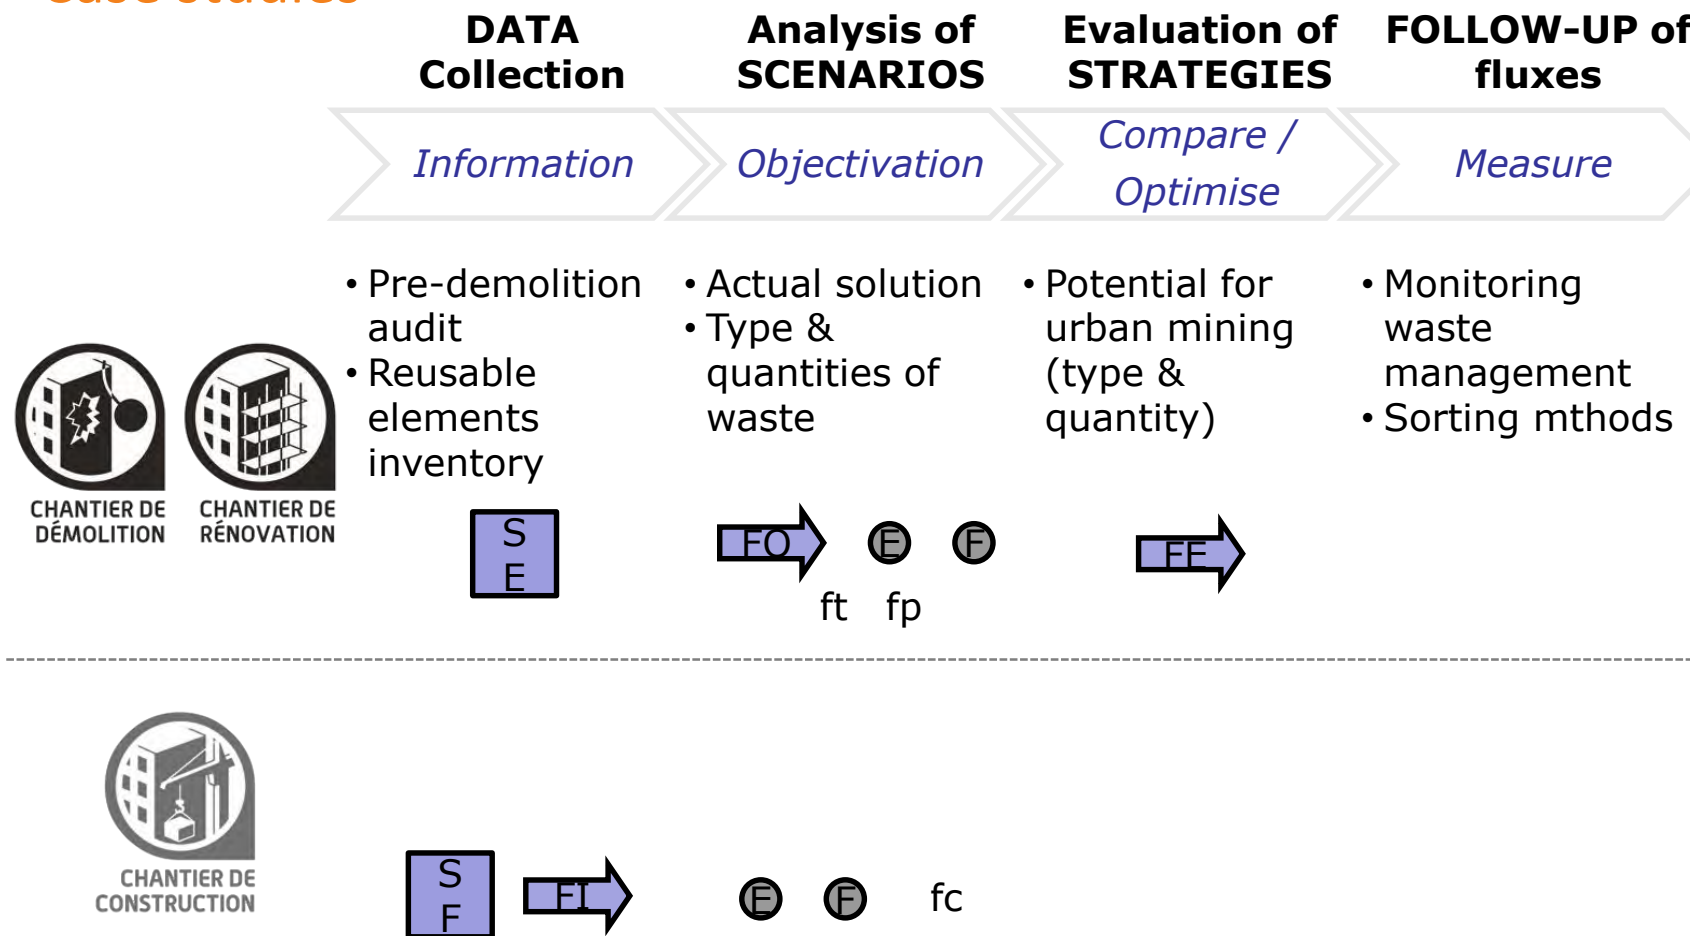 Case studies
DATA
Collection
Analysis of
SCENARIOS
Evaluation of
STRATEGIES
FOLLOW-UP of
fluxes
Information
Objectivation
Compare /
Optimise
Measure
• Pre-demolition
audit
• Reusable
elements
inventory
• Actual solution
• Type &
quantities of
waste
• Potential for
urban mining
(type &
quantity)
• Monitoring
waste
management
• Sorting mthods
CHANTIER DE
DÉMOLITION
CHANTIER DE
RÉNOVATION
S
E
FO
E
F
FE
ft fp
CHANTIER DE
CONSTRUCTION
S
F
FI
E
F
fc